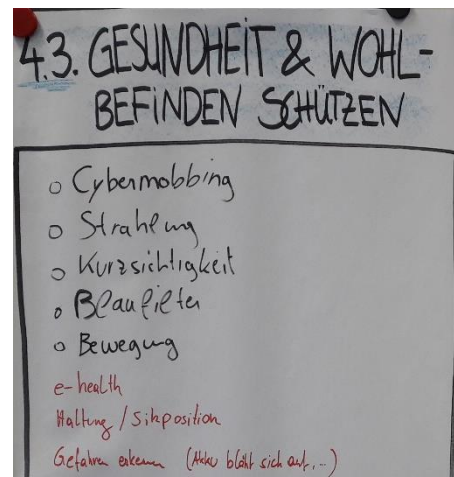 4.3. GESUNDHEIT & WOHL-
BEFINDEN SCHÜTZEN
Cybermobbing
Strahlung
Kurzsichtigkeit
Blaufilter
Bewegung
e-health
Haltung / Sitzposition
Gefahren erkennen (Akku bläht sich auf, ..)